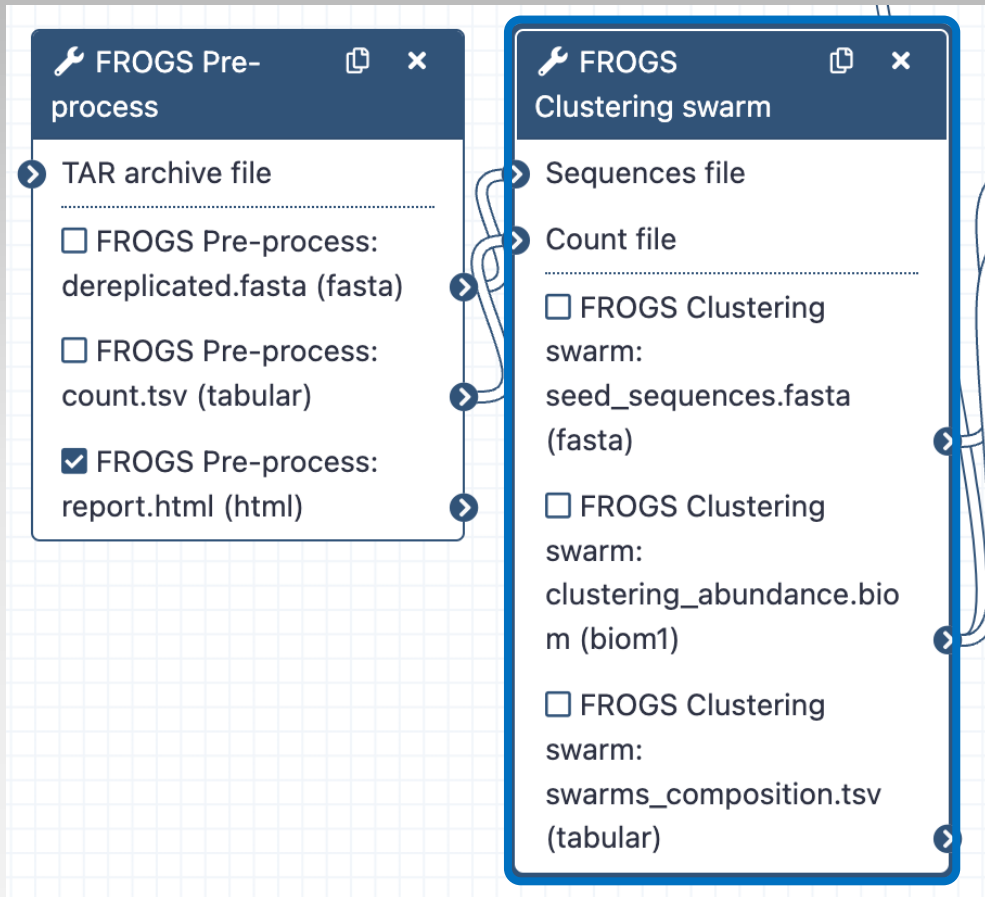 FROGS Pre-
process
TAR archive file
FROGS Pre-process:
dereplicated.fasta (fasta)
FROGS Pre-process:
count.tsv (tabular)
FROGS Pre-process:
report.html (html)
FROGS
Clustering swarm
Sequences file
Count file
FROGS Clustering
swarm:
seed_sequences.fasta
(fasta)
FROGS Clustering
swarm:
clustering_abundance.bio
m (biom1)
FROGS Clustering
swarm:
swarms_composition.tsv
(tabular)